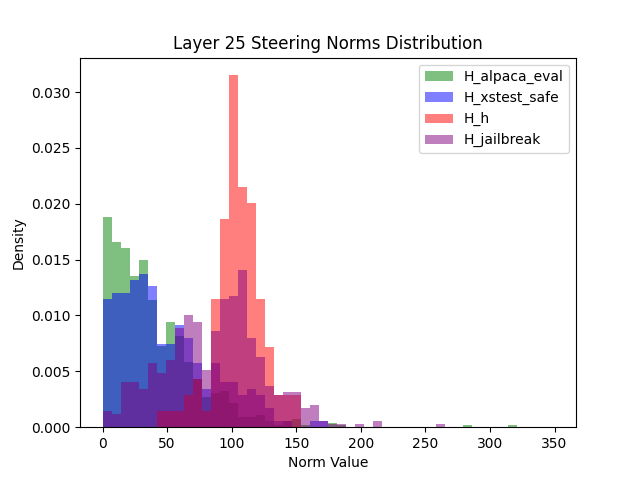 Layer 25 Steering Norms Distribution
H_alpaca_eval
H_xstest_safe
H_h
H_jailbreak
Density
0.030
0.025
0.020
0.015
0.010
0.005
0.000
0 50 100 150 200 250 300 350
Norm Value